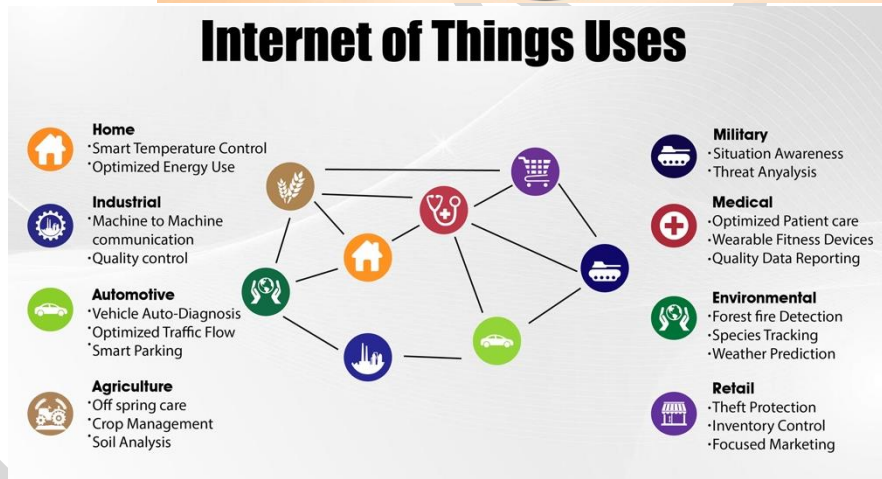 Internet of Things Uses
Home
·Smart Temperature Control
·Optimized Energy Use
Industrial
·Machine to Machine
communication
·Quality control
Automotive
·Vehicle Auto-Diagnosis
·Optimized Traffic Flow
·Smart Parking
Agriculture
·Off spring care
·Crop Management
·Soil Analysis
Military
·Situation Awareness
·Threat Anyalysis
Medical
·Optimized Patient care
·Wearable Fitness Devices
·Quality Data Reporting
Environmental
·Forest fire Detection
·Species Tracking
·Weather Prediction
Retail
·Theft Protection
·Inventory Control
·Focused Marketing